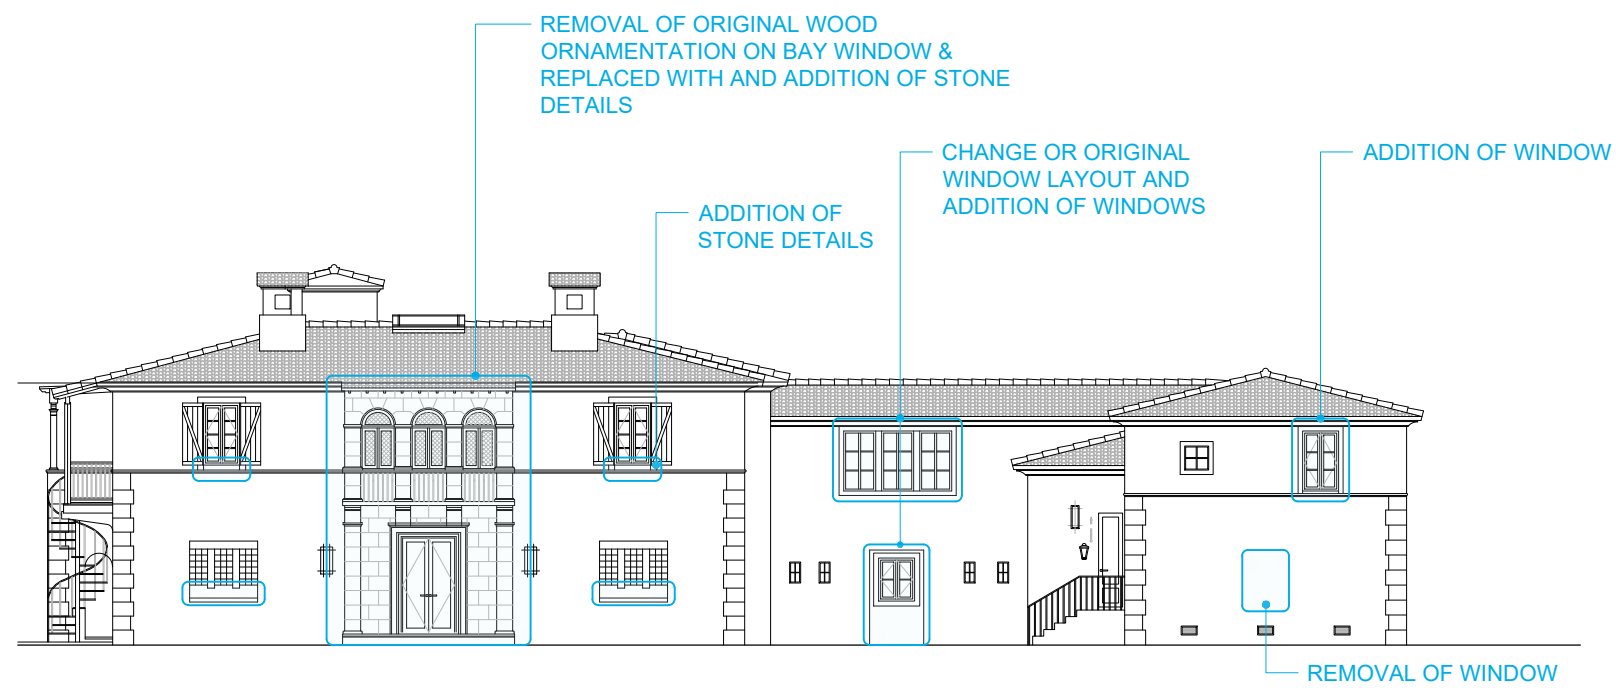 REMOVAL OF ORIGINAL WOOD
ORNAMENTATION ON BAY WINDOW &
REPLACED WITH AND ADDITION OF STONE
DETAILS
CHANGE OR ORIGINAL
WINDOW LAYOUT AND
ADDITION OF WINDOWS
ADDITION OF WINDOW
ADDITION OF
STONE DETAILS
REMOVAL OF WINDOW